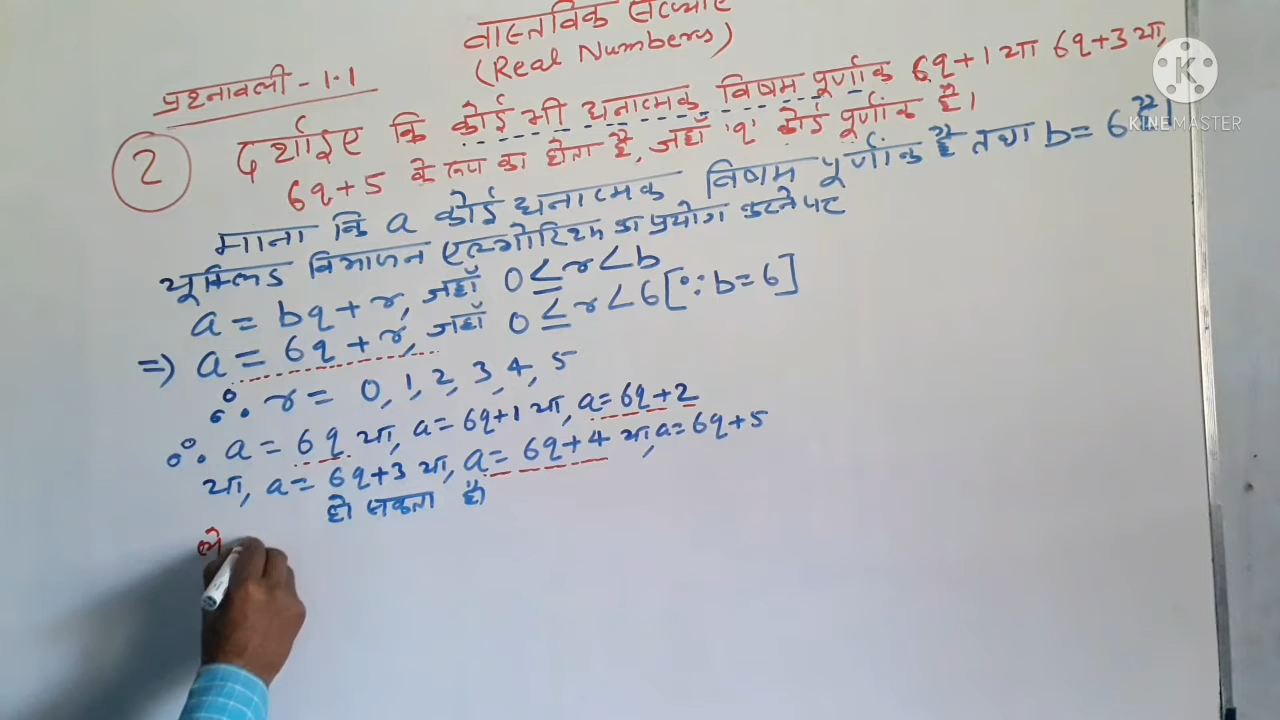 वास्तविक संख्याएँ
(Real Numbers)
प्रश्नावली - 1.1
2 दर्शाइए कि कोई भी धनात्मक विषम पूर्णांक 6q+1 या 6q+3 या,
6q+5 के रूप का होता है, जहाँ 'q' कोई पूर्णांक है।
माना कि a कोई धनात्मक विषम पूर्णांक है तथा b=6 है।
यूक्लिड विभाजन एल्गोरिथ्म का प्रयोग करने पर
a = bq+r, जहाँ 0≤r<b
=> a = 6q+r, जहाँ 0≤r<6 [∵ b=6]
∴ r = 0, 1, 2, 3, 4, 5
∴ a = 6q या, a=6q+1 या, a=6q+2
या, a = 6q+3 या, a = 6q+4 या, a=6q+5
हो सकता है
K
KINEMASTER